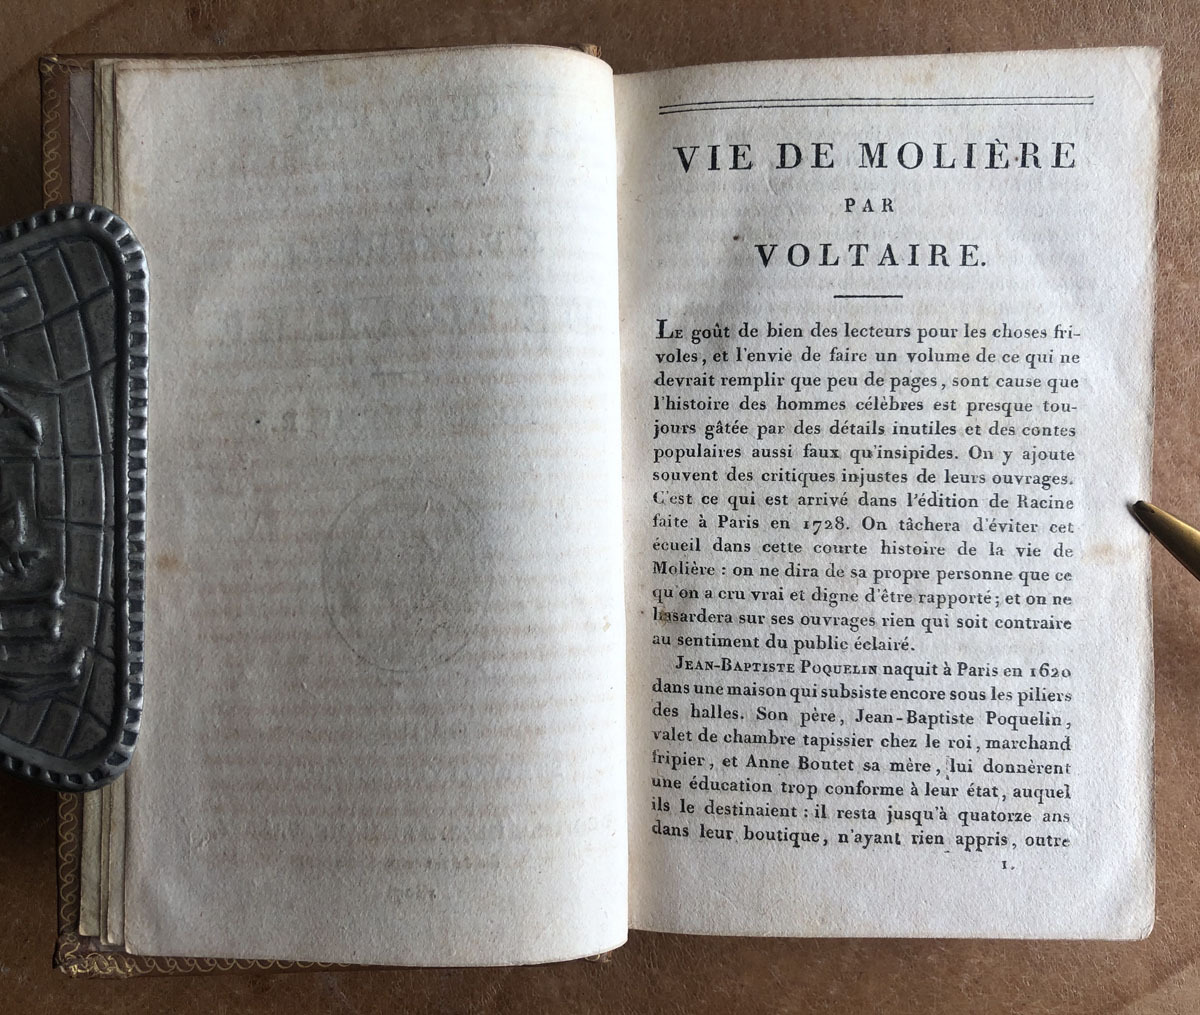 VIE DE MOLIÈRE
PAR
VOLTAIRE.
LE goût de bien des lecteurs pour les choses fri-
voles, et l'envie de faire un volume de ce qui ne
devrait remplir que peu de pages, sont cause que
l'histoire des hommes célèbres est presque tou-
jours gâtée par des détails inutiles et des contes
populaires aussi faux qu'insipides. On y ajoute
souvent des critiques injustes de leurs ouvrages.
C'est ce qui est arrivé dans l'édition de Racine
faite à Paris en 1728. On tâchera d'éviter cet
écueil dans cette courte histoire de la vie de
Molière : on ne dira de sa propre personne que ce
qu'on a cru vrai et digne d'être rapporté; et on ne
hasardera sur ses ouvrages rien qui soit contraire
au sentiment du public éclairé.
JEAN-BAPTISTE POQUELIN naquit à Paris en 1620
dans une maison qui subsiste encore sous les piliers
des halles. Son père, Jean-Baptiste Poquelin,
valet de chambre tapissier chez le roi, marchand
fripier, et Anne Boutet sa mère, lui donnèrent
une éducation trop conforme à leur état, auquel
ils le destinaient : il resta jusqu'à quatorze ans
dans leur boutique, n'ayant rien appris, outre
1.